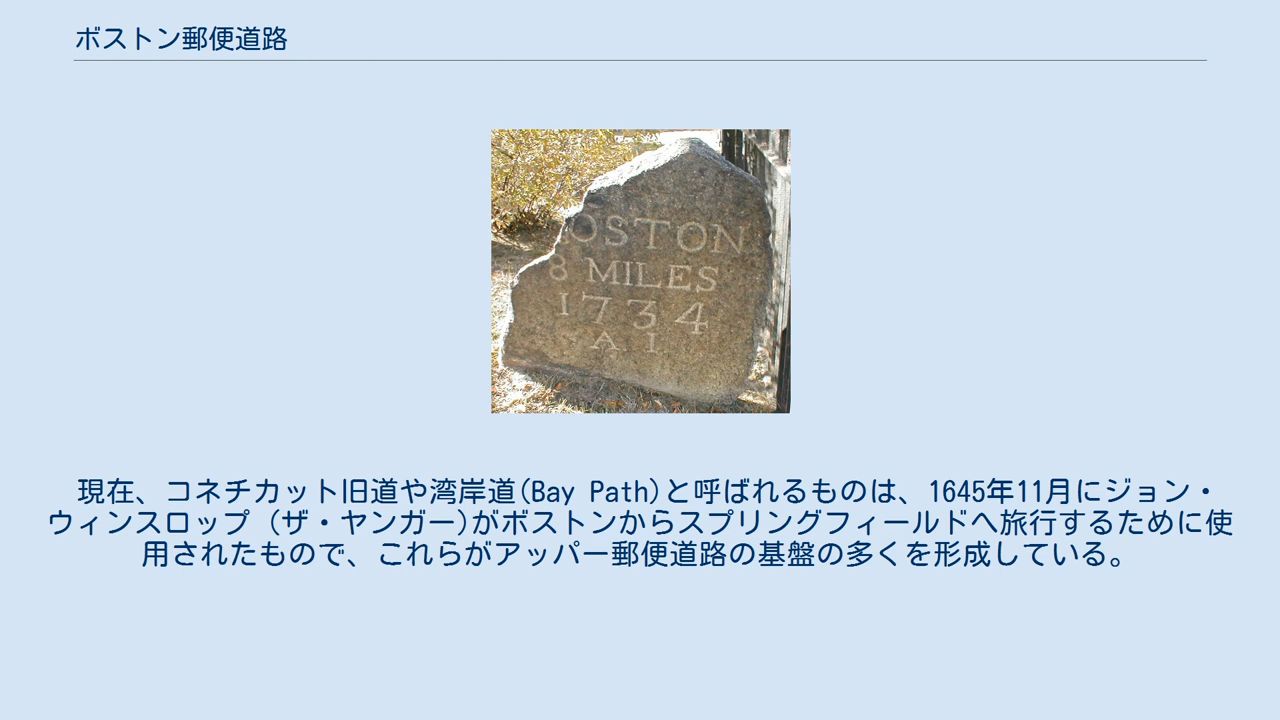 ボストン郵便道路
OSTON
8 MILES
1734
A I
現在、コネチカット旧道や湾岸道(Bay Path)と呼ばれるものは、1645年11月にジョン・
ウィンスロップ (ザ・ヤンガー)がボストンからスプリングフィールドへ旅行するために使
用されたもので、これらがアッパー郵便道路の基盤の多くを形成している。